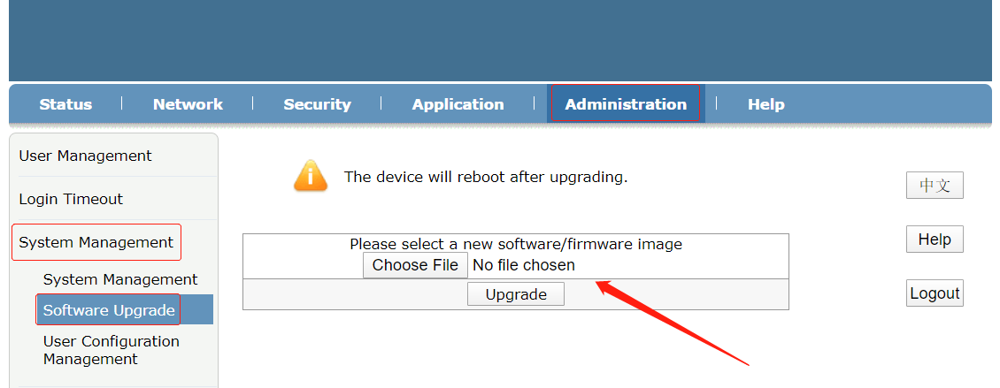 Status Network Security Application Administration Help
User Management
Login Timeout
System Management
System Management
Software Upgrade
User Configuration
Management
The device will reboot after upgrading.
Please select a new software/firmware image
Choose File No file chosen
Upgrade
中文
Help
Logout